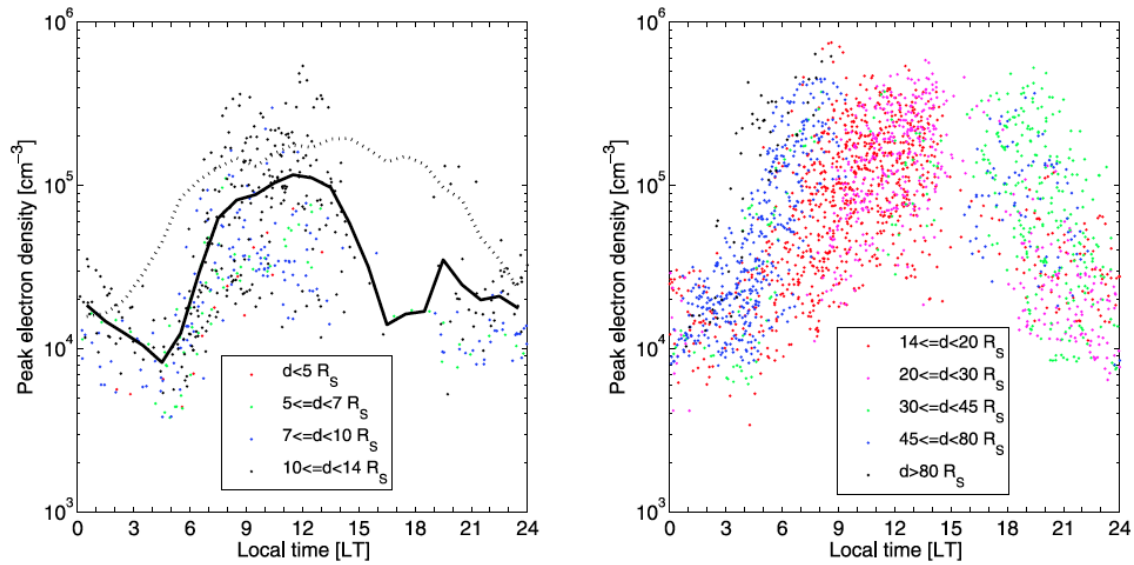 10^6
10^5
10^4
10^3
Peak electron density [cm^-3]
0 3 6 9 12 15 18 21 24
Local time [LT]
d<5 R_S
5<=d<7 R_S
7<=d<10 R_S
10<=d<14 R_S
10^6
10^5
10^4
10^3
Peak electron density [cm^-3]
0 3 6 9 12 15 18 21 24
Local time [LT]
14<=d<20 R_S
20<=d<30 R_S
30<=d<45 R_S
45<=d<80 R_S
d>80 R_S